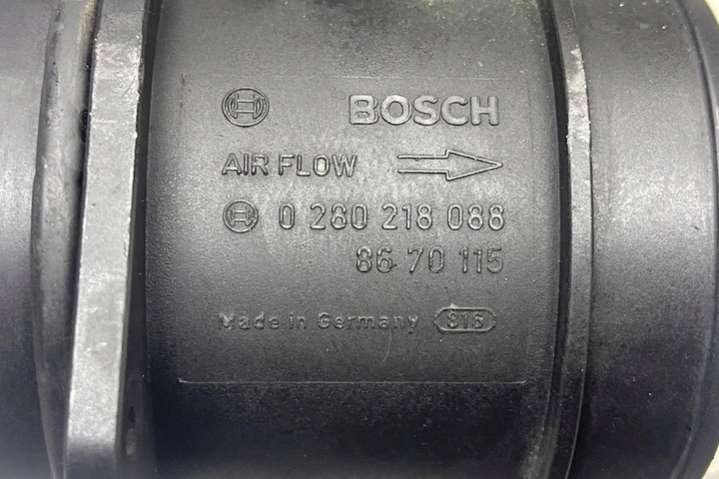 BOSCH
AIR FLOW
0 280 218 088
86 70 115
Made in Germany 816